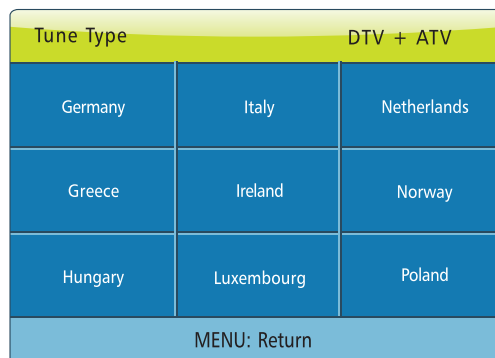 Tune Type DTV + ATV
Germany Italy Netherlands
Greece Ireland Norway
Hungary Luxembourg Poland
MENU: Return